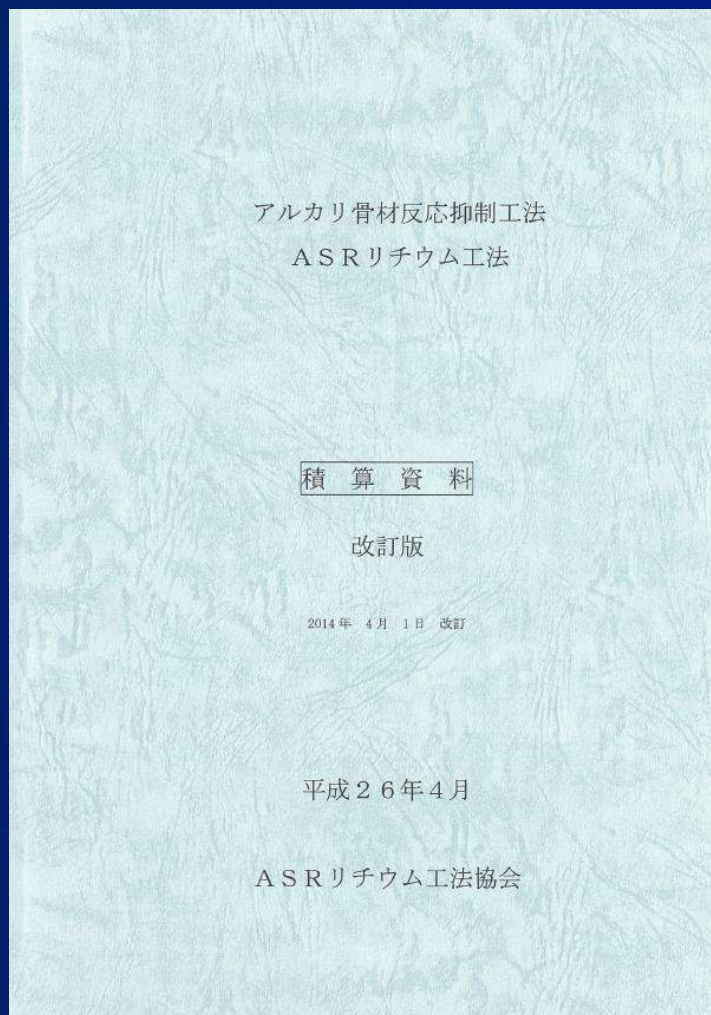 アルカリ骨材反応抑制工法
ASRリチウム工法
積 算 資 料
改訂版
2014年 4月 1日 改訂
平成26年4月
ASRリチウム工法協会